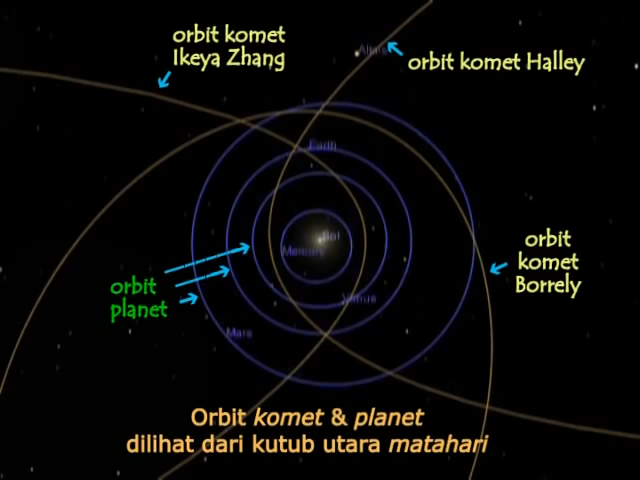 orbit komet
Ikeya Zhang
Altair
orbit komet Halley
Earth
Sol
Mercury
orbit
komet
Borrely
orbit
planet
Venus
Mars
Orbit komet & planet
dilihat dari kutub utara matahari